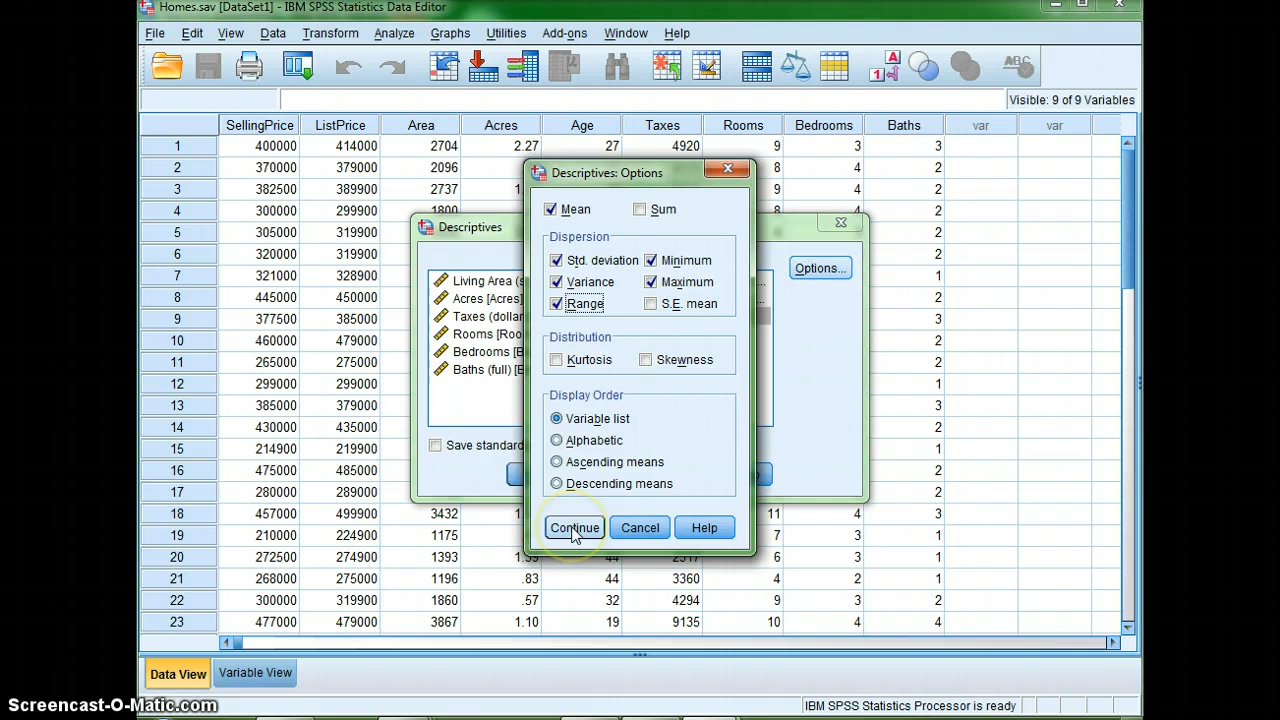 Homes.sav [DataSet1] - IBM SPSS Statistics Data Editor
File Edit View Data Transform Analyze Graphs Utilities Add-ons Window Help
Visible: 9 of 9 Variables
SellingPrice ListPrice Area Acres Age Taxes Rooms Bedrooms Baths var var
1 400000 414000 2704 2.27 27 4920 9 3 3
2 370000 379000 2096 8 4 2
3 382500 389900 2737 9 4 2
4 300000 299900 1800 8 4 2
5 305000 319900 2
6 300000 319900 2
7 321000 328900 2
8 445000 450000 2
9 377500 385000 3
10 460000 479000 2
11 265000 275000 2
12 299000 299000 1
13 385000 379000 3
14 430000 435000 2
15 214900 219900 1
16 475000 485000 2
17 280000 289000 2
18 457000 499900 3432 11 4 3
19 210000 224900 1175 7 3 1
20 272500 274900 1393 1.39 44 2317 6 3 1
21 268000 275000 1196 .83 44 3360 4 2 1
22 300000 319900 1860 .57 32 4294 9 3 2
23 477000 479000 3867 1.10 19 9135 10 4 4
Descriptives
Living Area (s
Acres [Acres]
Taxes (dollar
Rooms [Roo
Bedrooms [B
Baths (full) [B
Save standard
Options...
Descriptives: Options
Mean Sum
Dispersion
Std. deviation Minimum
Variance Maximum
Range S.E. mean
Distribution
Kurtosis Skewness
Display Order
Variable list
Alphabetic
Ascending means
Descending means
Continue Cancel Help
Data View Variable View
IBM SPSS Statistics Processor is ready
Screencast-O-Matic.com